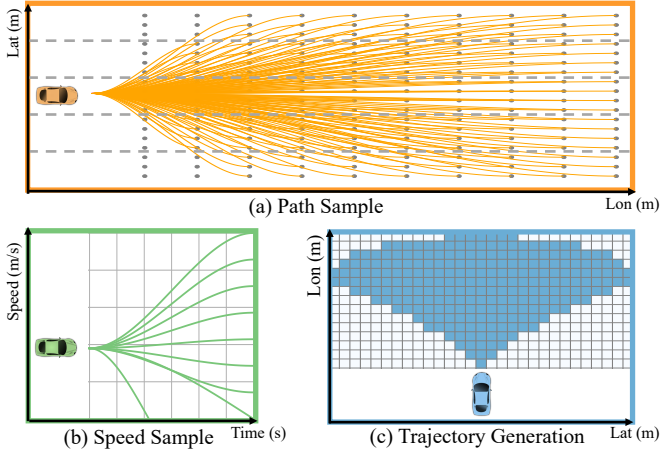 Lat (m)
(a) Path Sample
Lon (m)
Speed (m/s)
(b) Speed Sample
Time (s)
Lon (m)
(c) Trajectory Generation
Lat (m)